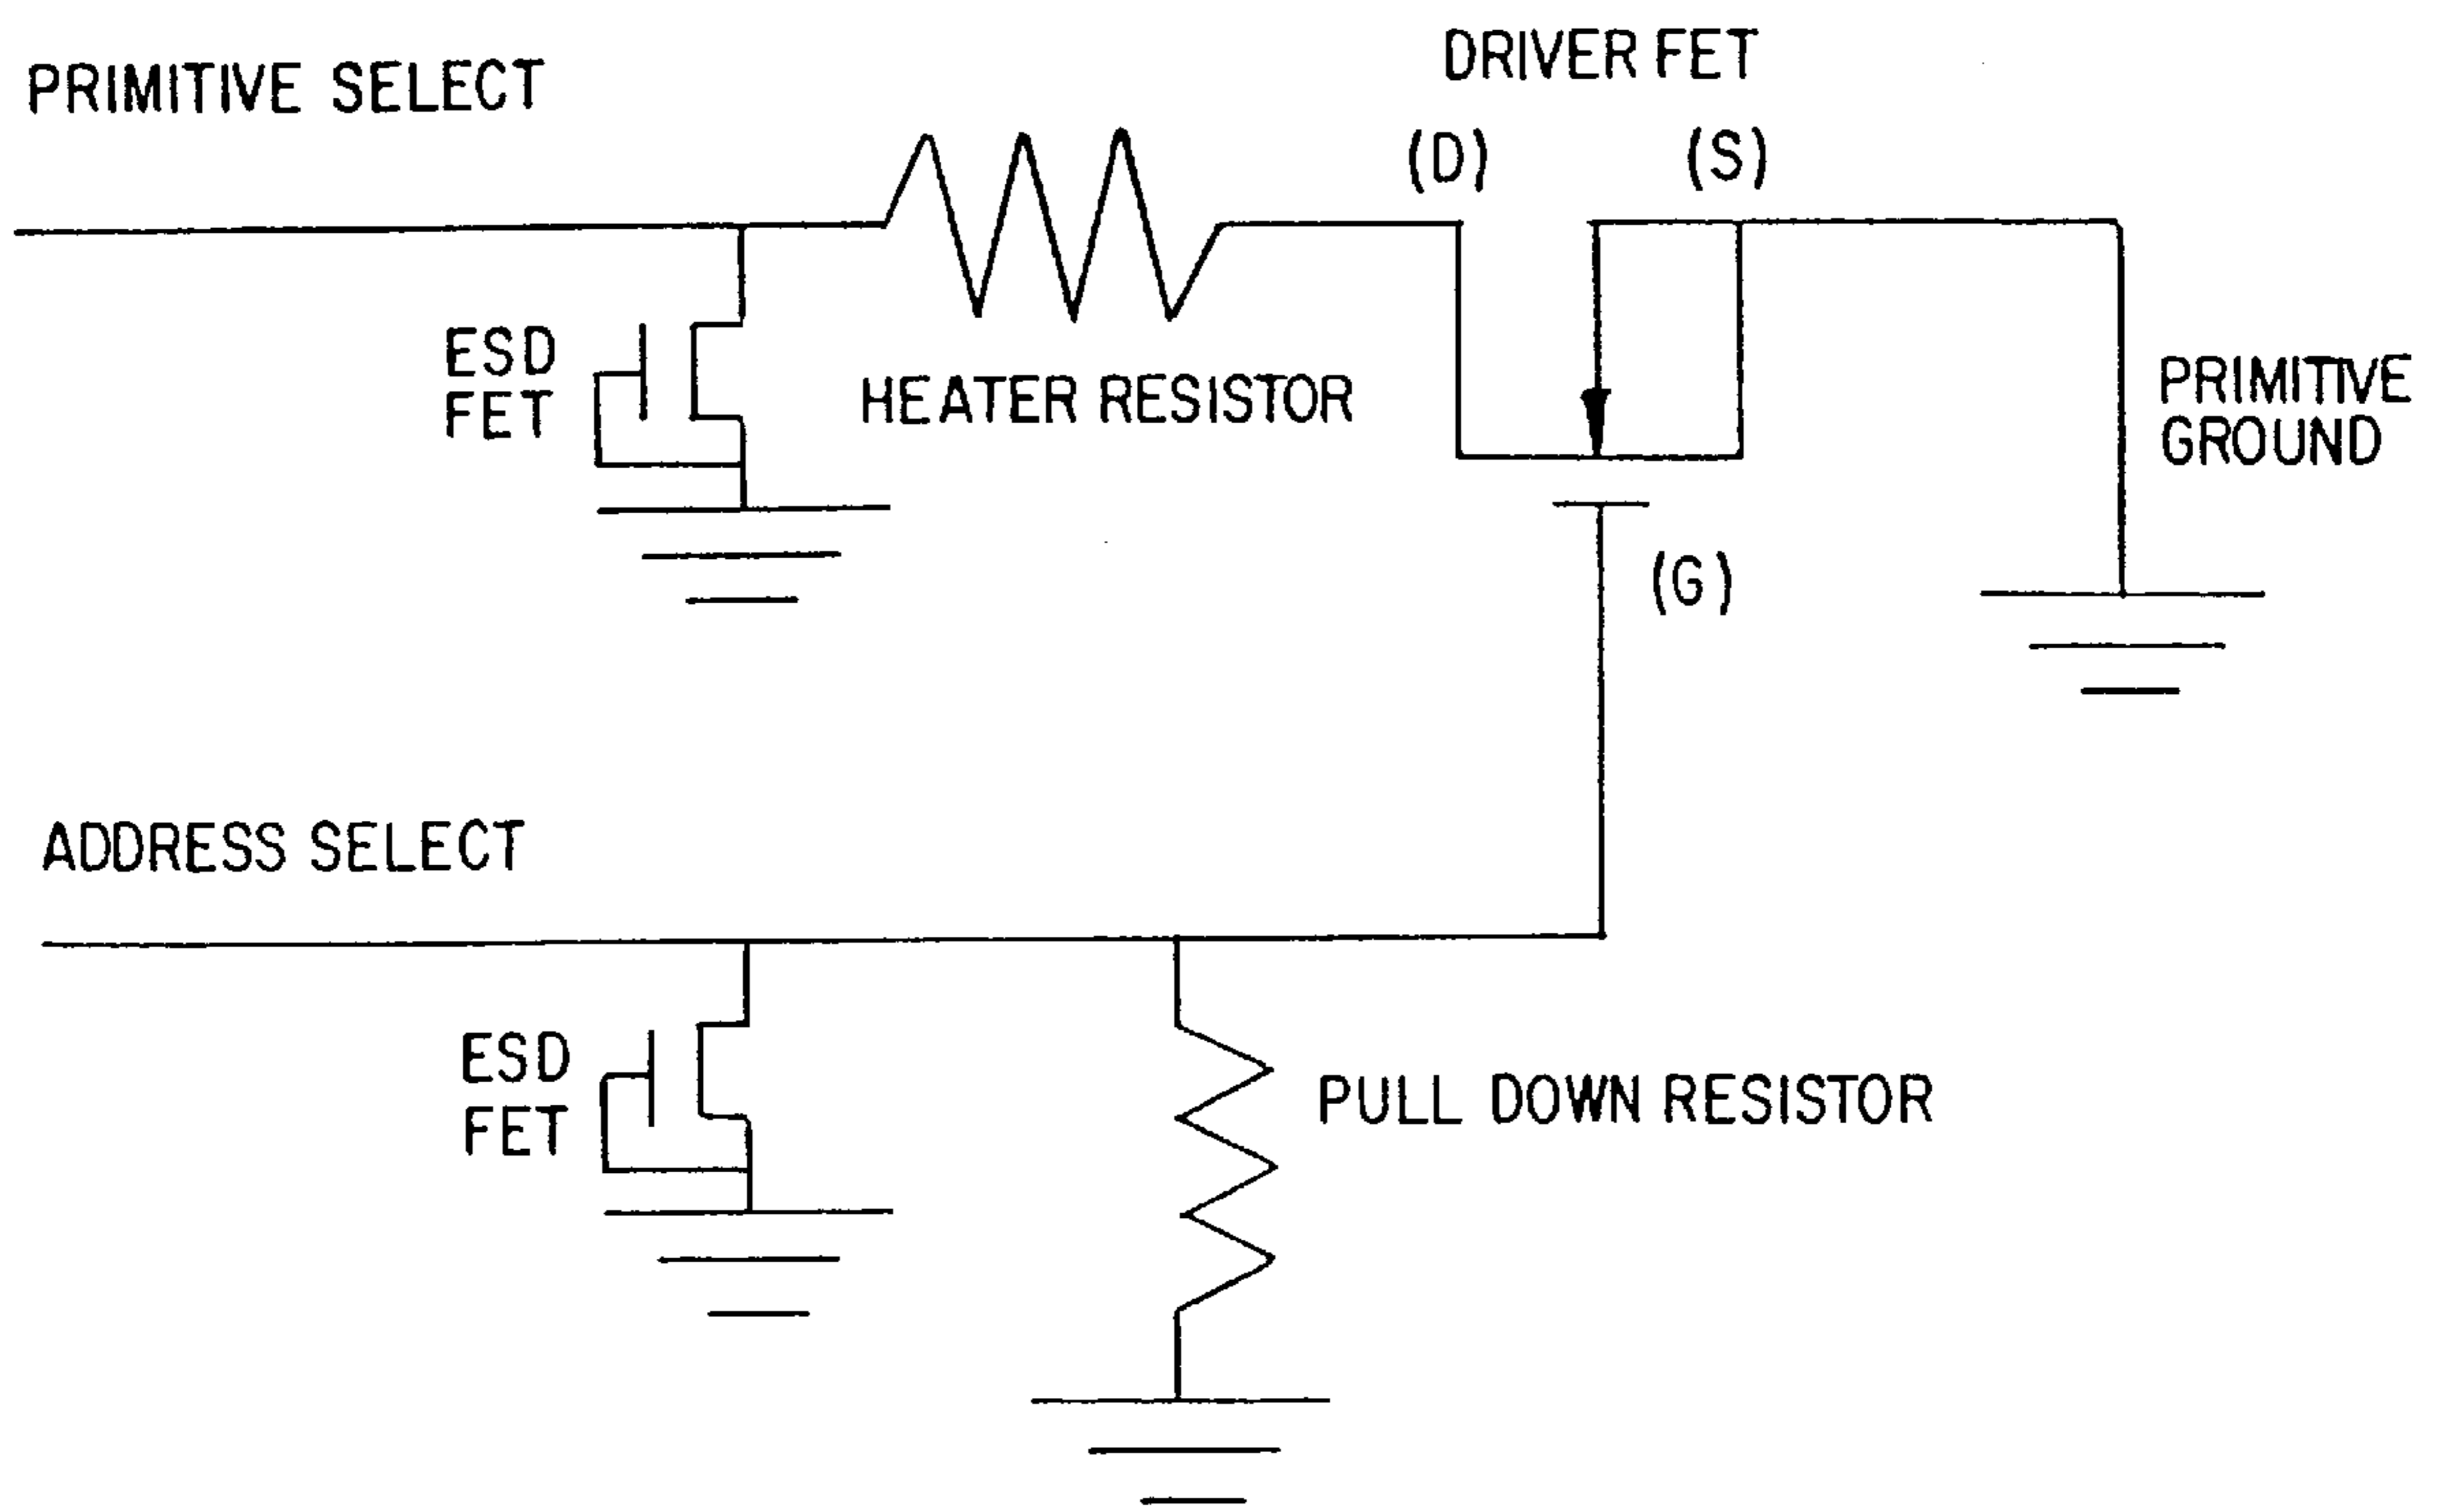 PRIMITIVE SELECT
DRIVER FET
(D)
(S)
ESD
FET
HEATER RESISTOR
PRIMITIVE
GROUND
(G)
ADDRESS SELECT
ESD
FET
PULL DOWN RESISTOR